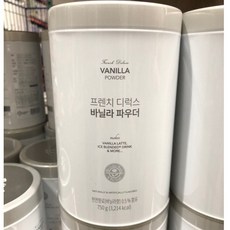 French Deluxe
VANILLA
POWDER
프렌치 디럭스
바닐라 파우더
VANILLA LATTE,
ICE BLENDED DRINK
& MORE...